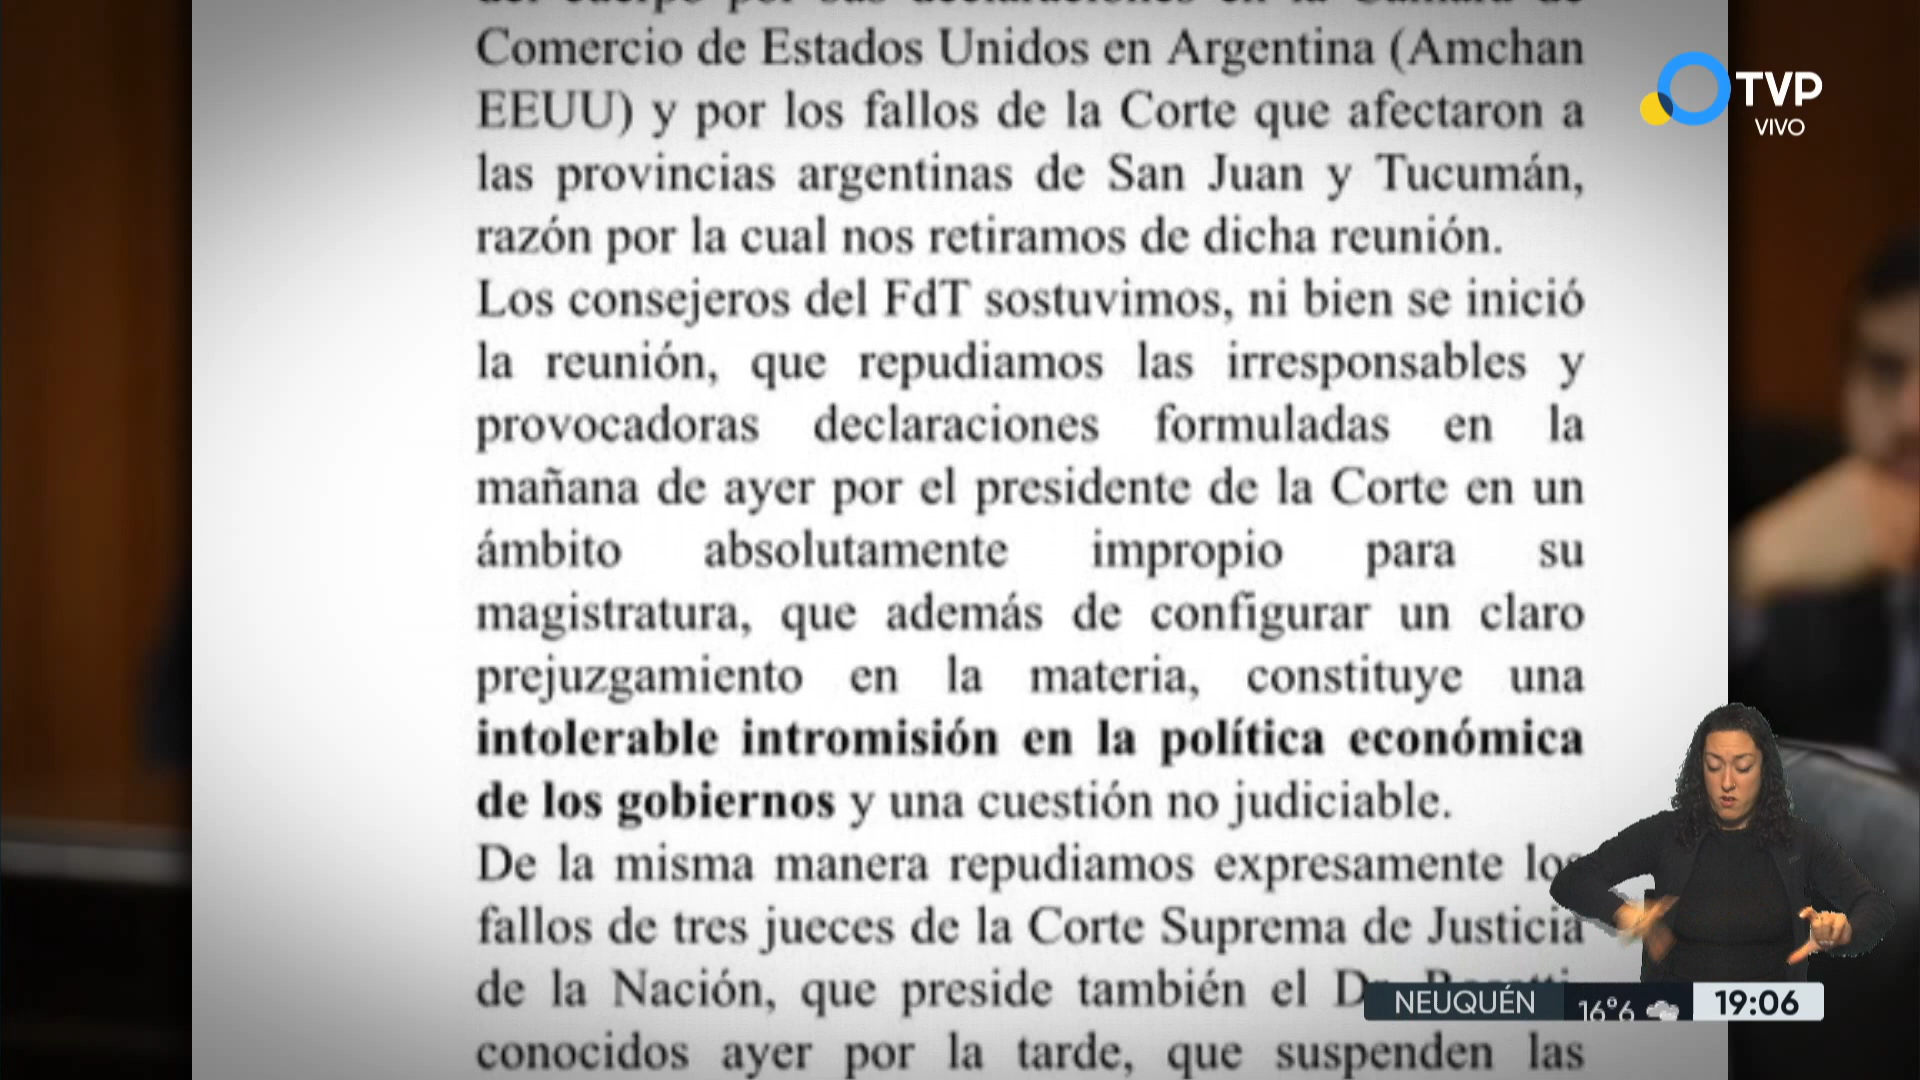 Comercio de Estados Unidos en Argentina (Amchan
EEUU) y por los fallos de la Corte que afectaron a
las provincias argentinas de San Juan y Tucumán,
razón por la cual nos retiramos de dicha reunión.
Los consejeros del FdT sostuvimos, ni bien se inició
la reunión, que repudiamos las irresponsables y
provocadoras declaraciones formuladas en la
mañana de ayer por el presidente de la Corte en un
ámbito absolutamente impropio para su
magistratura, que además de configurar un claro
prejuzgamiento en la materia, constituye una
intolerable intromisión en la política económica
de los gobiernos y una cuestión no judiciable.
De la misma manera repudiamos expresamente los
fallos de tres jueces de la Corte Suprema de Justicia
de la Nación, que preside también el
conocidos ayer por la tarde, que suspenden las
TVP
VIVO
NEUQUÉN
16°6
19:06